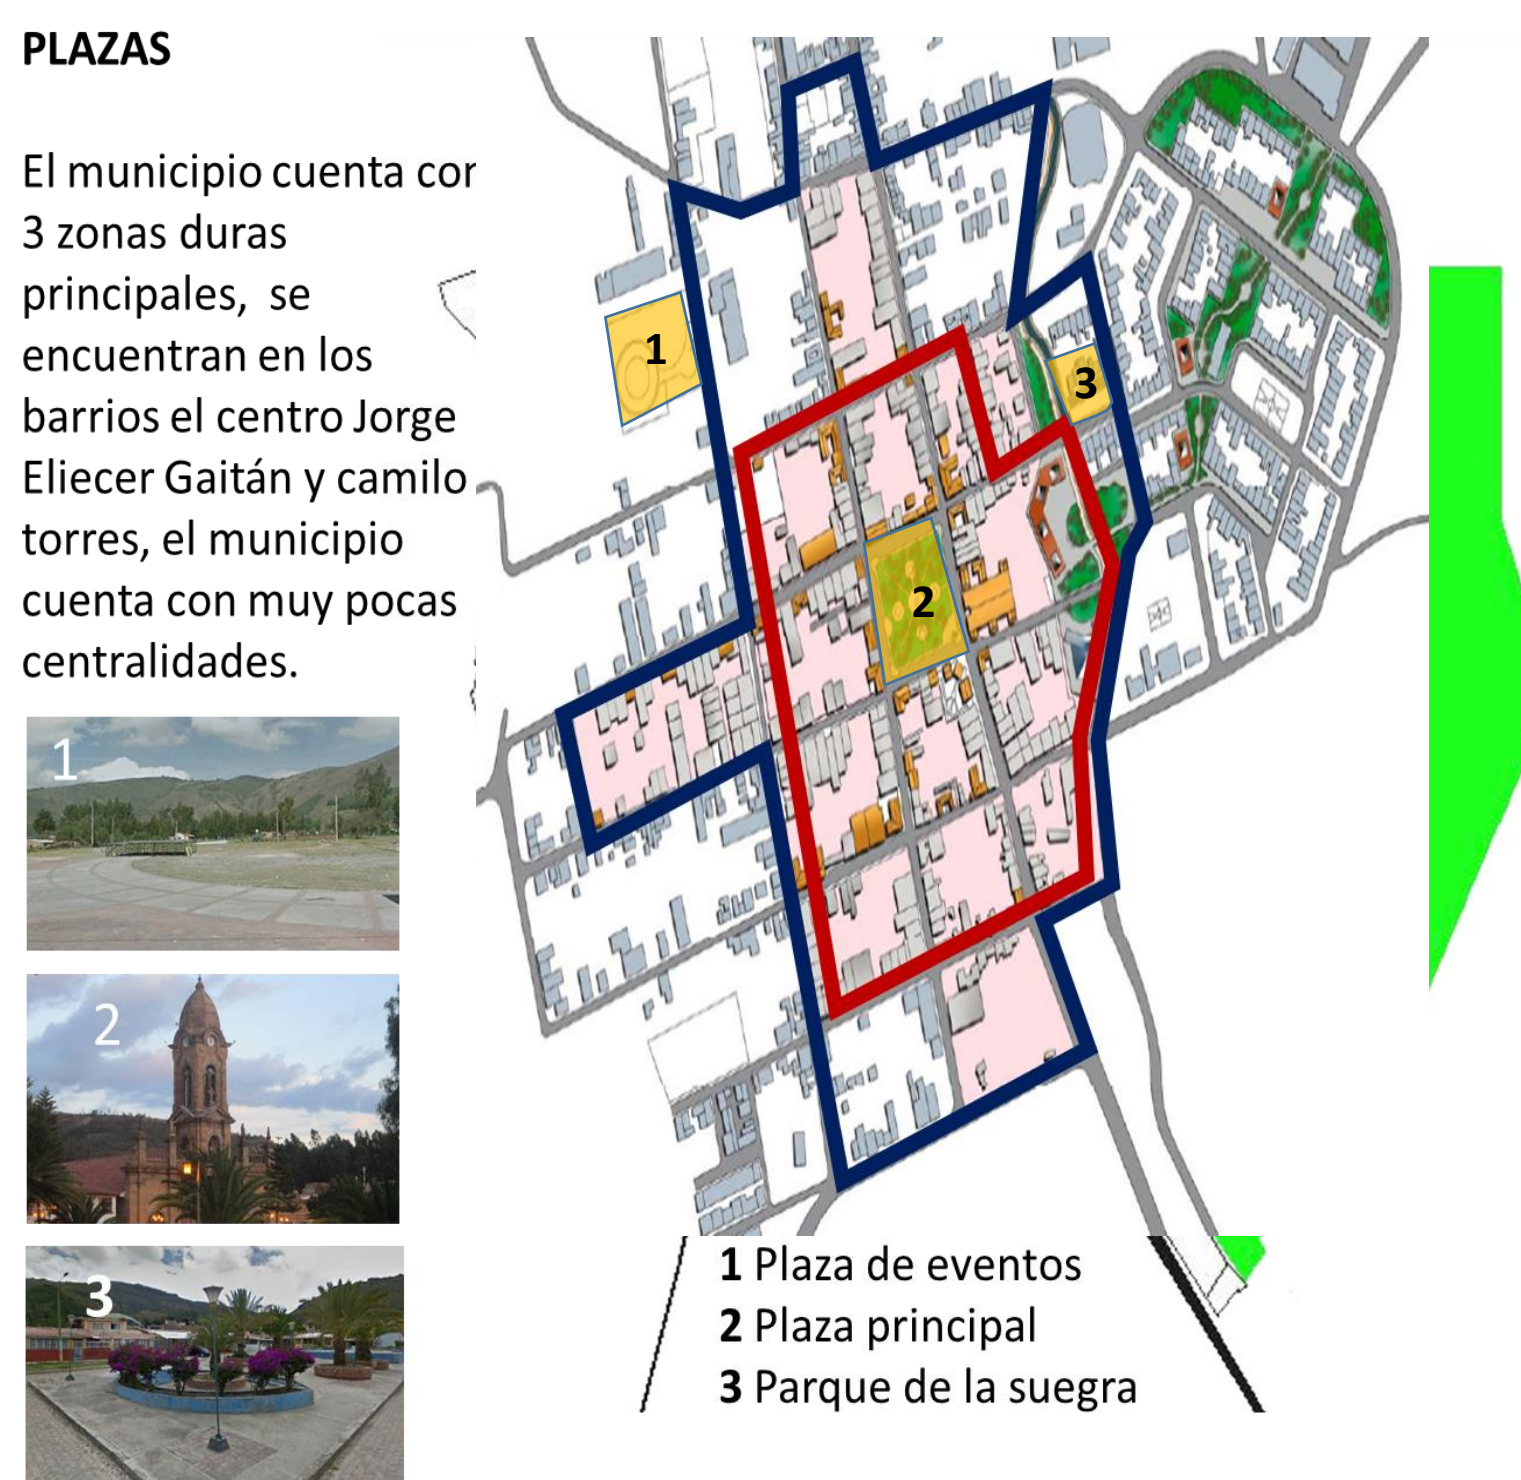 PLAZAS
El municipio cuenta con
3 zonas duras
principales, se
encuentran en los
barrios el centro Jorge
Eliecer Gaitán y camilo
torres, el municipio
cuenta con muy pocas
centralidades.
1
2
3
1
2
3
1 Plaza de eventos
2 Plaza principal
3 Parque de la suegra